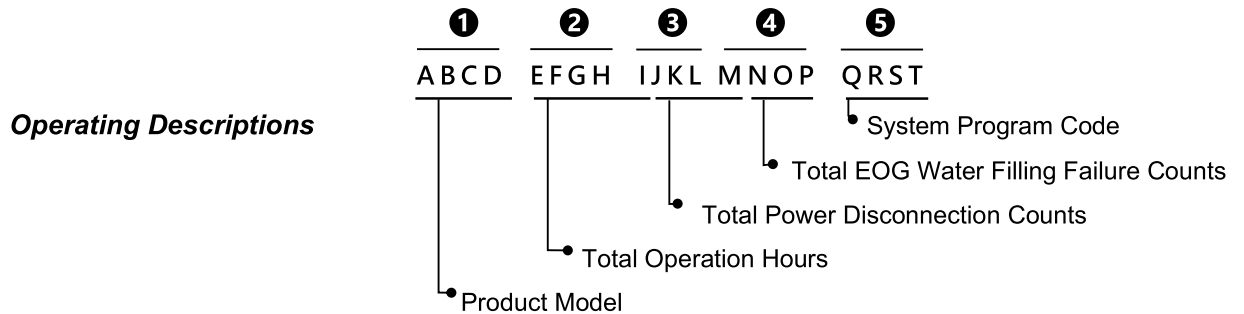 ❶ ❷ ❸ ❹ ❺
ABCD EFGH IJKL MNOP QRST
Operating Descriptions
System Program Code
Total EOG Water Filling Failure Counts
Total Power Disconnection Counts
Total Operation Hours
Product Model